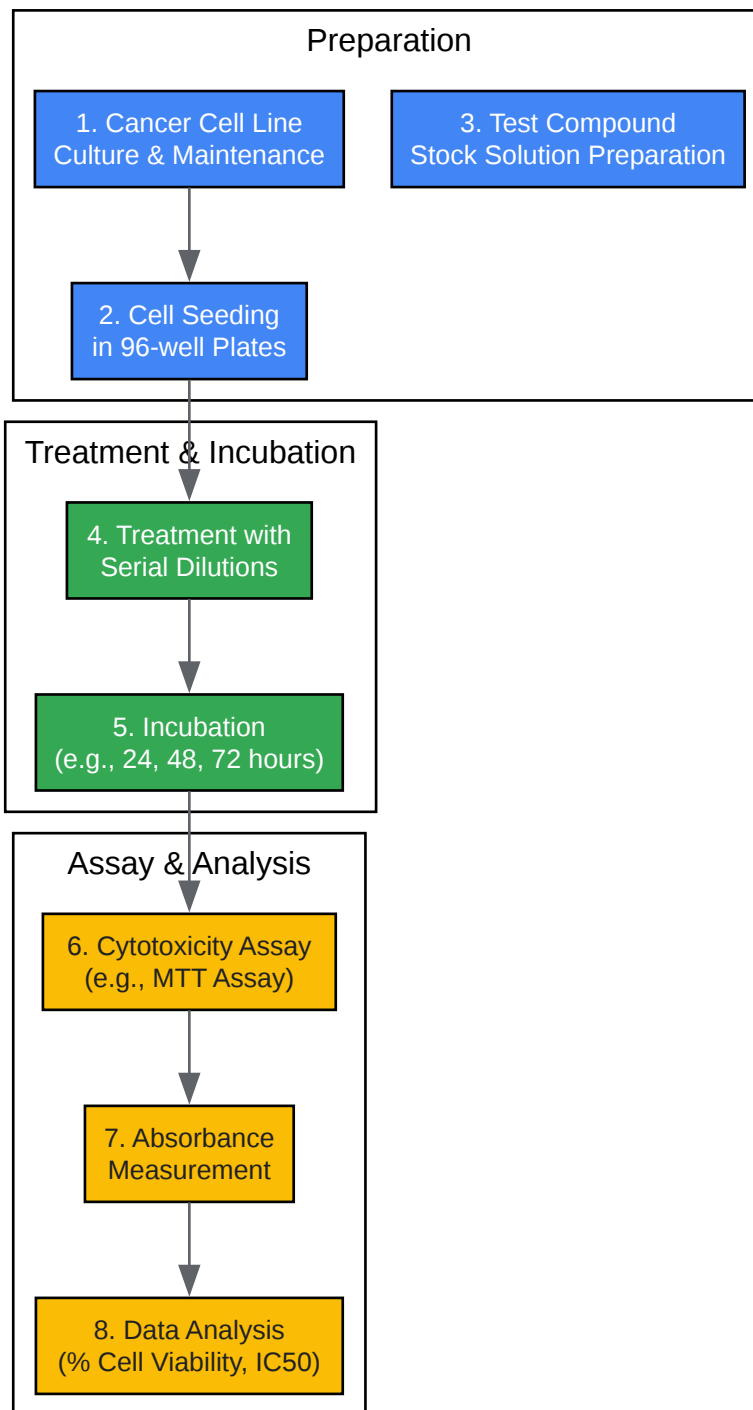 Preparation
1. Cancer Cell Line
Culture & Maintenance
3. Test Compound
Stock Solution Preparation
2. Cell Seeding
in 96-well Plates
Treatment & Incubation
4. Treatment with
Serial Dilutions
5. Incubation
(e.g., 24, 48, 72 hours)
Assay & Analysis
6. Cytotoxicity Assay
(e.g., MTT Assay)
7. Absorbance
Measurement
8. Data Analysis
(% Cell Viability, IC50)